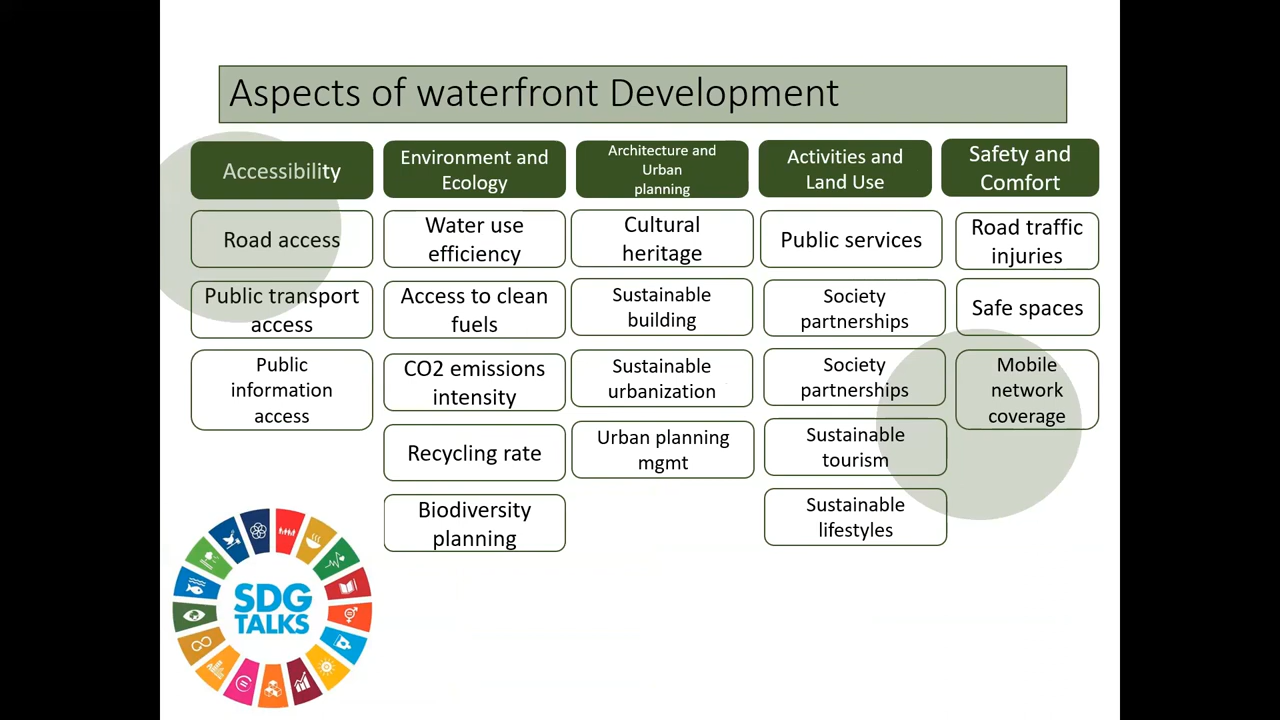 Aspects of waterfront Development
Accessibility
Road access
Public transport
access
Public
information
access
Environment and
Ecology
Water use
efficiency
Access to clean
fuels
CO2 emissions
intensity
Recycling rate
Biodiversity
planning
Architecture and
Urban
planning
Cultural
heritage
Sustainable
building
Sustainable
urbanization
Urban planning
mgmt
Activities and
Land Use
Public services
Society
partnerships
Society
partnerships
Sustainable
tourism
Sustainable
lifestyles
Safety and
Comfort
Road traffic
injuries
Safe spaces
Mobile
network
coverage
SDG
TALKS